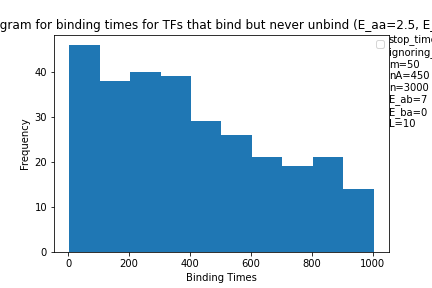 gram for binding times for TFs that bind but never unbind (E_aa=2.5, E_
stop_time
ignoring_
m=50
nA=450
n=3000
E_ab=7
E_ba=0
L=10
40
30
20
10
0
Frequency
0 200 400 600 800 1000
Binding Times